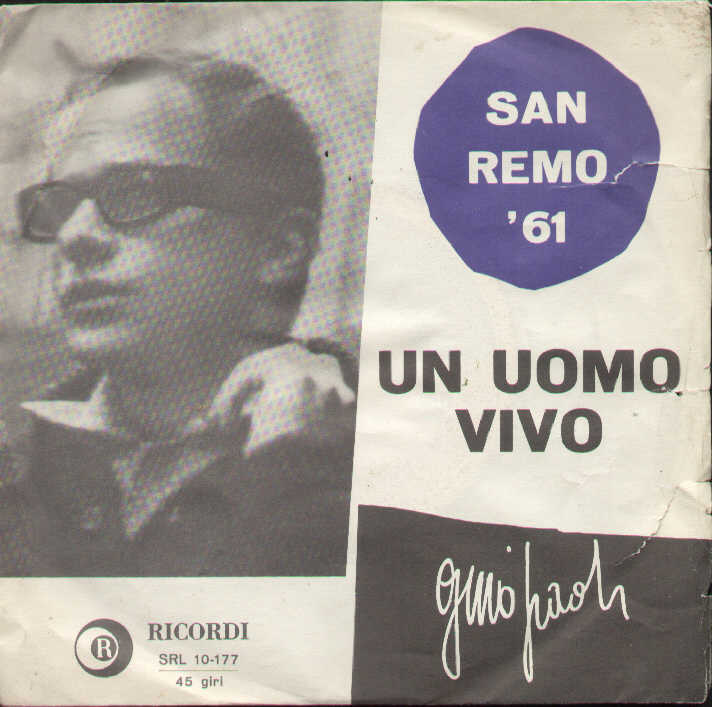 SAN
REMO
'61
UN UOMO
VIVO
gino paoli
R
RICORDI
SRL 10-177
45 giri